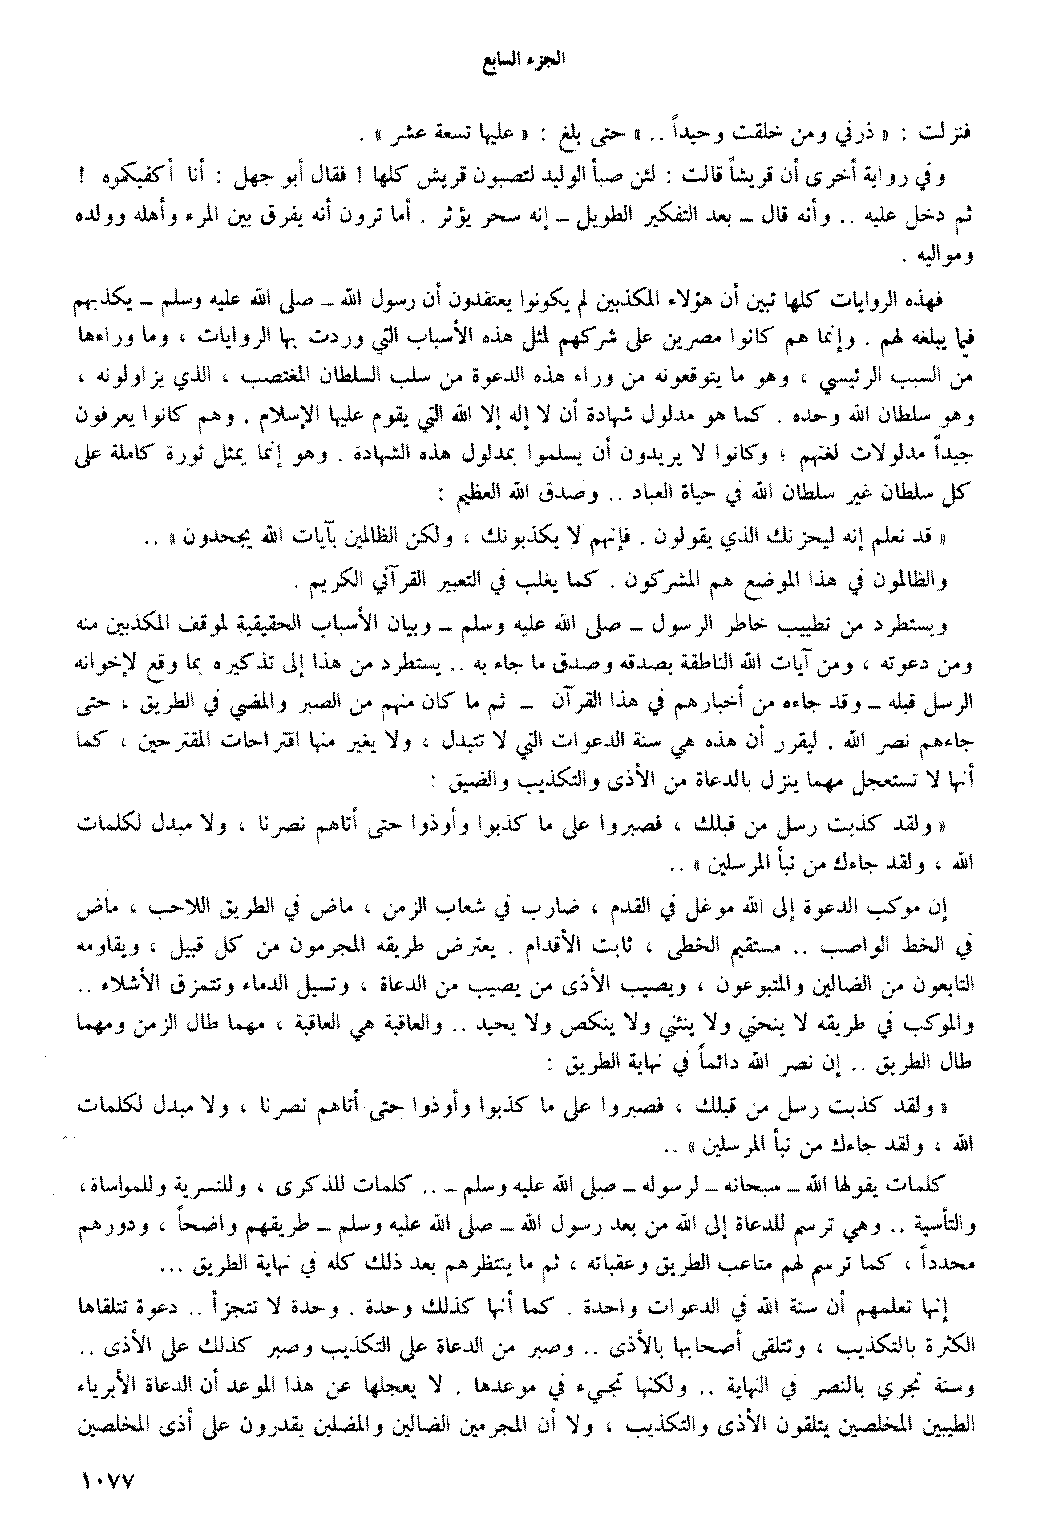 الجزء السابع
فنزلت : « ذرني ومن خلقت وحيداً .. » حتى بلغ : « عليها تسعة عشر » .
وفي رواية أخرى أن قريشاً قالت : لئن صبأ الوليد لتصبون قريش كلها ! فقال أبو جهل : أنا أكفيكموه !
ثم دخل عليه .. وأنه قال – بعد التفكير الطويل – إنه سحر يؤثر . أما ترون أنه يفرق بين المرء وأهله وولده
ومواليه .
فهذه الروايات كلها تبين أن هؤلاء المكذبين لم يكونوا يعتقدون أن رسول الله – صلى الله عليه وسلم – يكذبهم
فيما يبلغه لهم . وإنما هم كانوا مصرين على شركهم لمثل هذه الأسباب التي وردت بها الروايات ، وما وراءها
من السبب الرئيسي ، وهو ما يتوقعونه من وراء هذه الدعوة من سلب السلطان المغتصب ، الذي يزاولونه ،
وهو سلطان الله وحده . كما هو مدلول شهادة أن لا إله إلا الله التي يقوم عليها الإسلام . وهم كانوا يعرفون
جيداً مدلولات لغتهم ؛ وكانوا لا يريدون أن يسلموا بمدلول هذه الشهادة . وهو إنما يمثل ثورة كاملة على
كل سلطان غير سلطان الله في حياة العباد .. وصدق الله العظيم :
« قد نعلم إنه ليحزنك الذي يقولون . فإنهم لا يكذبونك ، ولكن الظالمين بآيات الله يجحدون » ..
والظالمون في هذا الموضع هم المشركون . كما يغلب في التعبير القرآني الكريم .
ويستطرد من تطييب خاطر الرسول – صلى الله عليه وسلم – وبيان الأسباب الحقيقية لموقف المكذبين منه
ومن دعوته ، ومن آيات الله الناطقة بصدقه وصدق ما جاء به .. يستطرد من هذا إلى تذكيره بما وقع لإخوانه
الرسل قبله – وقد جاءه من أخبارهم في هذا القرآن – ثم ما كان منهم من الصبر والمضي في الطريق ، حتى
جاءهم نصر الله . ليقرر أن هذه هي سنة الدعوات التي لا تتبدل ، ولا يغير منها اقتراحات المقترحين ، كما
أنها لا تستعجل مهما ينزل بالدعاة من الأذى والتكذيب والضيق :
« ولقد كذبت رسل من قبلك ، فصبروا على ما كذبوا وأوذوا حتى أتاهم نصرنا ، ولا مبدل لكلمات
الله ، ولقد جاءك من نبأ المرسلين » ..
إن موكب الدعوة إلى الله موغل في القدم ، ضارب في شعاب الزمن ، ماض في الطريق اللاحب ، ماض
في الخط الواصب .. مستقيم الخطى ، ثابت الأقدام . يعترض طريقه المجرمون من كل قبيل ، ويقاومه
التابعون من الضالين والمتبوعون ، ويصيب الأذى من يصيب من الدعاة ، وتسيل الدماء وتتمزق الأشلاء ..
والموكب في طريقه لا ينحني ولا ينثني ولا ينكص ولا يحيد .. والعاقبة هي العاقبة ، مهما طال الزمن ومهما
طال الطريق .. إن نصر الله دائماً في نهاية الطريق :
« ولقد كذبت رسل من قبلك ، فصبروا على ما كذبوا وأوذوا حتى أتاهم نصرنا ، ولا مبدل لكلمات
الله ، ولقد جاءك من نبأ المرسلين » ..
كلمات يقولها الله – سبحانه – لرسوله – صلى الله عليه وسلم – .. كلمات للذكرى ، وللتسرية وللمواساة ،
والتأسية .. وهي ترسم للدعاة إلى الله من بعد رسول الله – صلى الله عليه وسلم – طريقهم واضحاً ، ودورهم
محدداً ، كما ترسم لهم متاعب الطريق وعقباته ، ثم ما ينتظرهم بعد ذلك كله في نهاية الطريق ...
إنها تعلمهم أن سنة الله في الدعوات واحدة . كما أنها كذلك وحدة . وحدة لا تتجزأ .. دعوة تتلقاها
الكثرة بالتكذيب ، وتتلقى أصحابها بالأذى .. وصبر من الدعاة على التكذيب وصبر كذلك على الأذى ..
وسنة تجري بالنصر في النهاية .. ولكنها تجيء في موعدها . لا يعجلها عن هذا الموعد أن الدعاة الأبرياء
الطيبين المخلصين يتلقون الأذى والتكذيب ، ولا أن المجرمين الضالين والمضلين يقدرون على أذى المخلصين
١٠٧٧